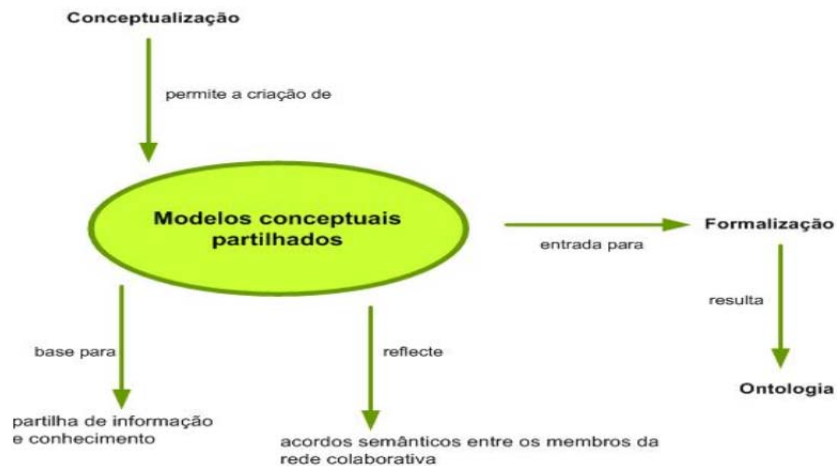 Conceptualização
permite a criação de
Modelos conceptuais
partilhados
entrada para
Formalização
resulta
Ontologia
base para
reflecte
partilha de informação
e conhecimento
acordos semânticos entre os membros da
rede colaborativa